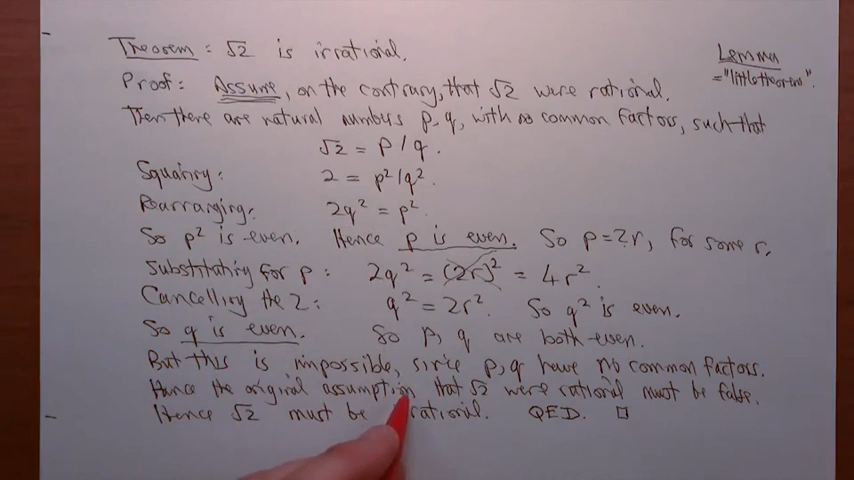 Theorem: √2 is irrational.
Lemma
= "little theorem".
Proof: Assume, on the contrary, that √2 were rational.
Then there are natural numbers p, q, with no common factors, such that
√2 = p / q.
Squaring: 2 = p²/q².
Rearranging: 2q² = p².
So p² is even. Hence p is even. So p = 2r, for some r.
Substituting for p: 2q² = (2r)² = 4r².
Cancelling the 2: q² = 2r². So q² is even.
So q is even. So p, q are both even.
But this is impossible, since p, q have no common factors.
Hence the original assumption that √2 were rational must be false.
Hence √2 must be rational. QED. □